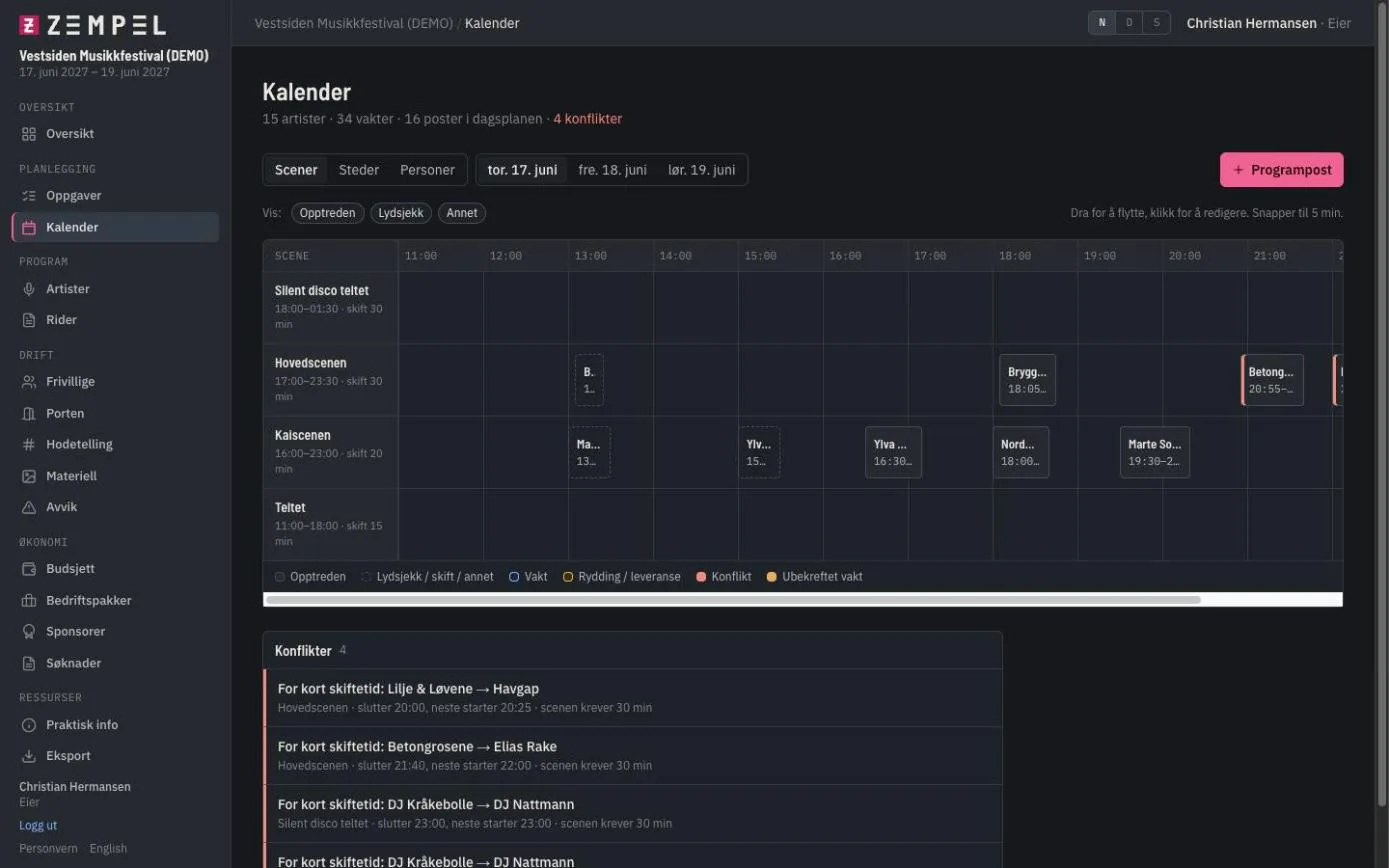 ZEMPEL
Vestsiden Musikkfestival (DEMO)
17. juni 2027 – 19. juni 2027
OVERSIKT
Oversikt
PLANLEGGING
Oppgaver
Kalender
PROGRAM
Artister
Rider
DRIFT
Frivillige
Porten
Hodetelling
Materiell
Avvik
ØKONOMI
Budsjett
Bedriftspakker
Sponsorer
Søknader
RESSURSER
Praktisk info
Eksport
Christian Hermansen
Eier
Logg ut
Personvern English
Vestsiden Musikkfestival (DEMO) / Kalender
N D S Christian Hermansen · Eier
Kalender
15 artister · 34 vakter · 16 poster i dagsplanen · 4 konflikter
Scener Steder Personer tor. 17. juni fre. 18. juni lør. 19. juni + Programpost
Vis: Opptreden Lydsjekk Annet Dra for å flytte, klikk for å redigere. Snapper til 5 min.
SCENE 11:00 12:00 13:00 14:00 15:00 16:00 17:00 18:00 19:00 20:00 21:00 2
Silent disco teltet
18:00–01:30 · skift 30
min
Hovedscenen
17:00–23:30 · skift 30
min
B.. 
1…
Brygg…
18:05…
Betong…
20:55–…
Kaiscenen
16:00–23:00 · skift 20
min
Ma…
13…
Ylv…
15…
Ylva …
16:30…
Nord…
18:00…
Marte So…
19:30–2…
Teltet
11:00–18:00 · skift 15
min
Opptreden Lydsjekk / skift / annet Vakt Rydding / leveranse Konflikt Ubekreftet vakt
Konflikter 4
For kort skiftetid: Lilje & Løvene → Havgap
Hovedscenen · slutter 20:00, neste starter 20:25 · scenen krever 30 min
For kort skiftetid: Betongrosene → Elias Rake
Hovedscenen · slutter 21:40, neste starter 22:00 · scenen krever 30 min
For kort skiftetid: DJ Kråkebolle → DJ Nattmann
Silent disco teltet · slutter 23:00, neste starter 23:00 · scenen krever 30 min
For kort skiftetid: DJ Kråkebolle → DJ Nattmann